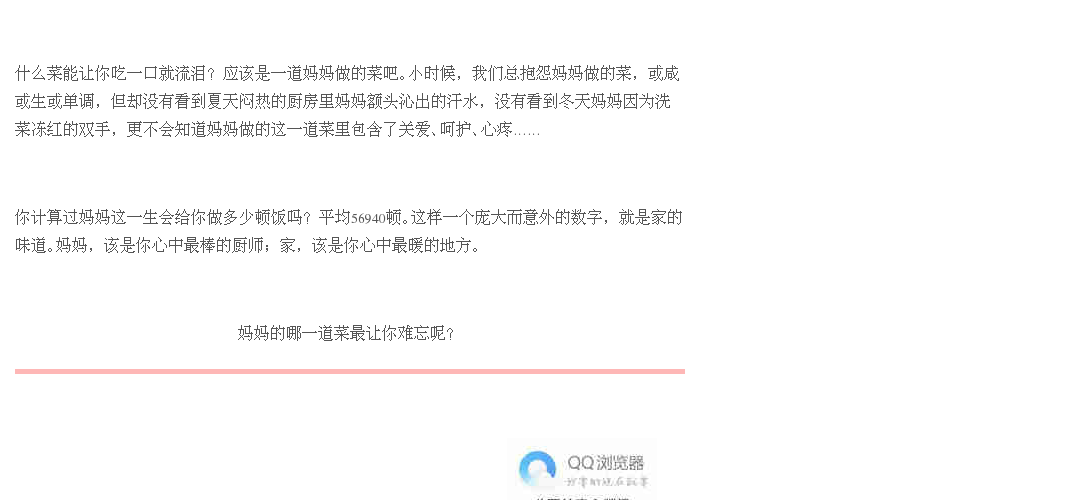 什么菜能让你吃一口就流泪？应该是一道妈妈做的菜吧。小时候，我们总抱怨妈妈做的菜，或咸
或生或单调，但却没有看到夏天闷热的厨房里妈妈额头沁出的汗水，没有看到冬天妈妈因为洗
菜冻红的双手，更不会知道妈妈做的这一道菜里包含了关爱、呵护、心疼……
你计算过妈妈这一生会给你做多少顿饭吗？平均56940顿。这样一个庞大而意外的数字，就是家的
味道。妈妈，该是你心中最棒的厨师；家，该是你心中最暖的地方。
妈妈的哪一道菜最让你难忘呢？
QQ浏览器